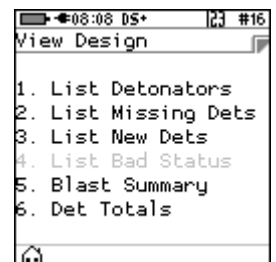 08:08 DS+ 123 #16
View Design
1. List Detonators
2. List Missing Dets
3. List New Dets
4. List Bad Status
5. Blast Summary
6. Det Totals